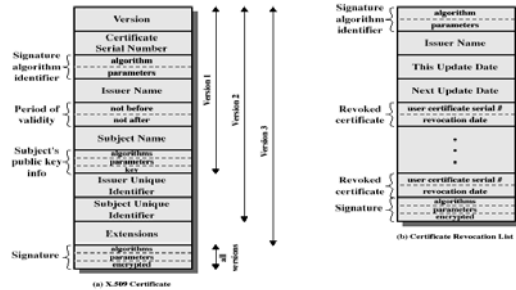 Version
Certificate
Serial Number
Signature
algorithm
identifier
algorithm
parameters
Issuer Name
Period of
validity
not before
not after
Subject Name
Subject's
public key
info
algorithms
parameters
key
Issuer Unique
Identifier
Subject Unique
Identifier
Extensions
Signature
algorithms
parameters
encrypted
Version 1
Version 2
Version 3
all
versions
(a) X.509 Certificate
Signature
algorithm
identifier
algorithm
parameters
Issuer Name
This Update Date
Next Update Date
Revoked
certificate
user certificate serial #
revocation date
Revoked
certificate
user certificate serial #
revocation date
Signature
algorithms
parameters
encrypted
(b) Certificate Revocation List